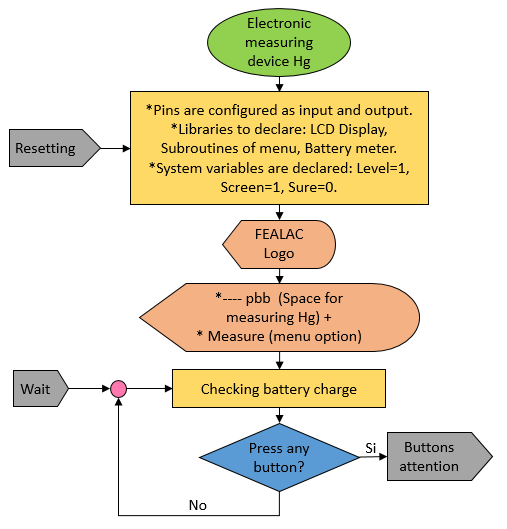 Electronic
measuring
device Hg
*Pins are configured as input and output.
*Libraries to declare: LCD Display,
Subroutines of menu, Battery meter.
*System variables are declared: Level=1,
Screen=1, Sure=0.
Resetting
FEALAC
Logo
*---- pbb  (Space for
measuring Hg) +
* Measure (menu option)
Wait
Checking battery charge
Press any
button?
Si
Buttons
attention
No